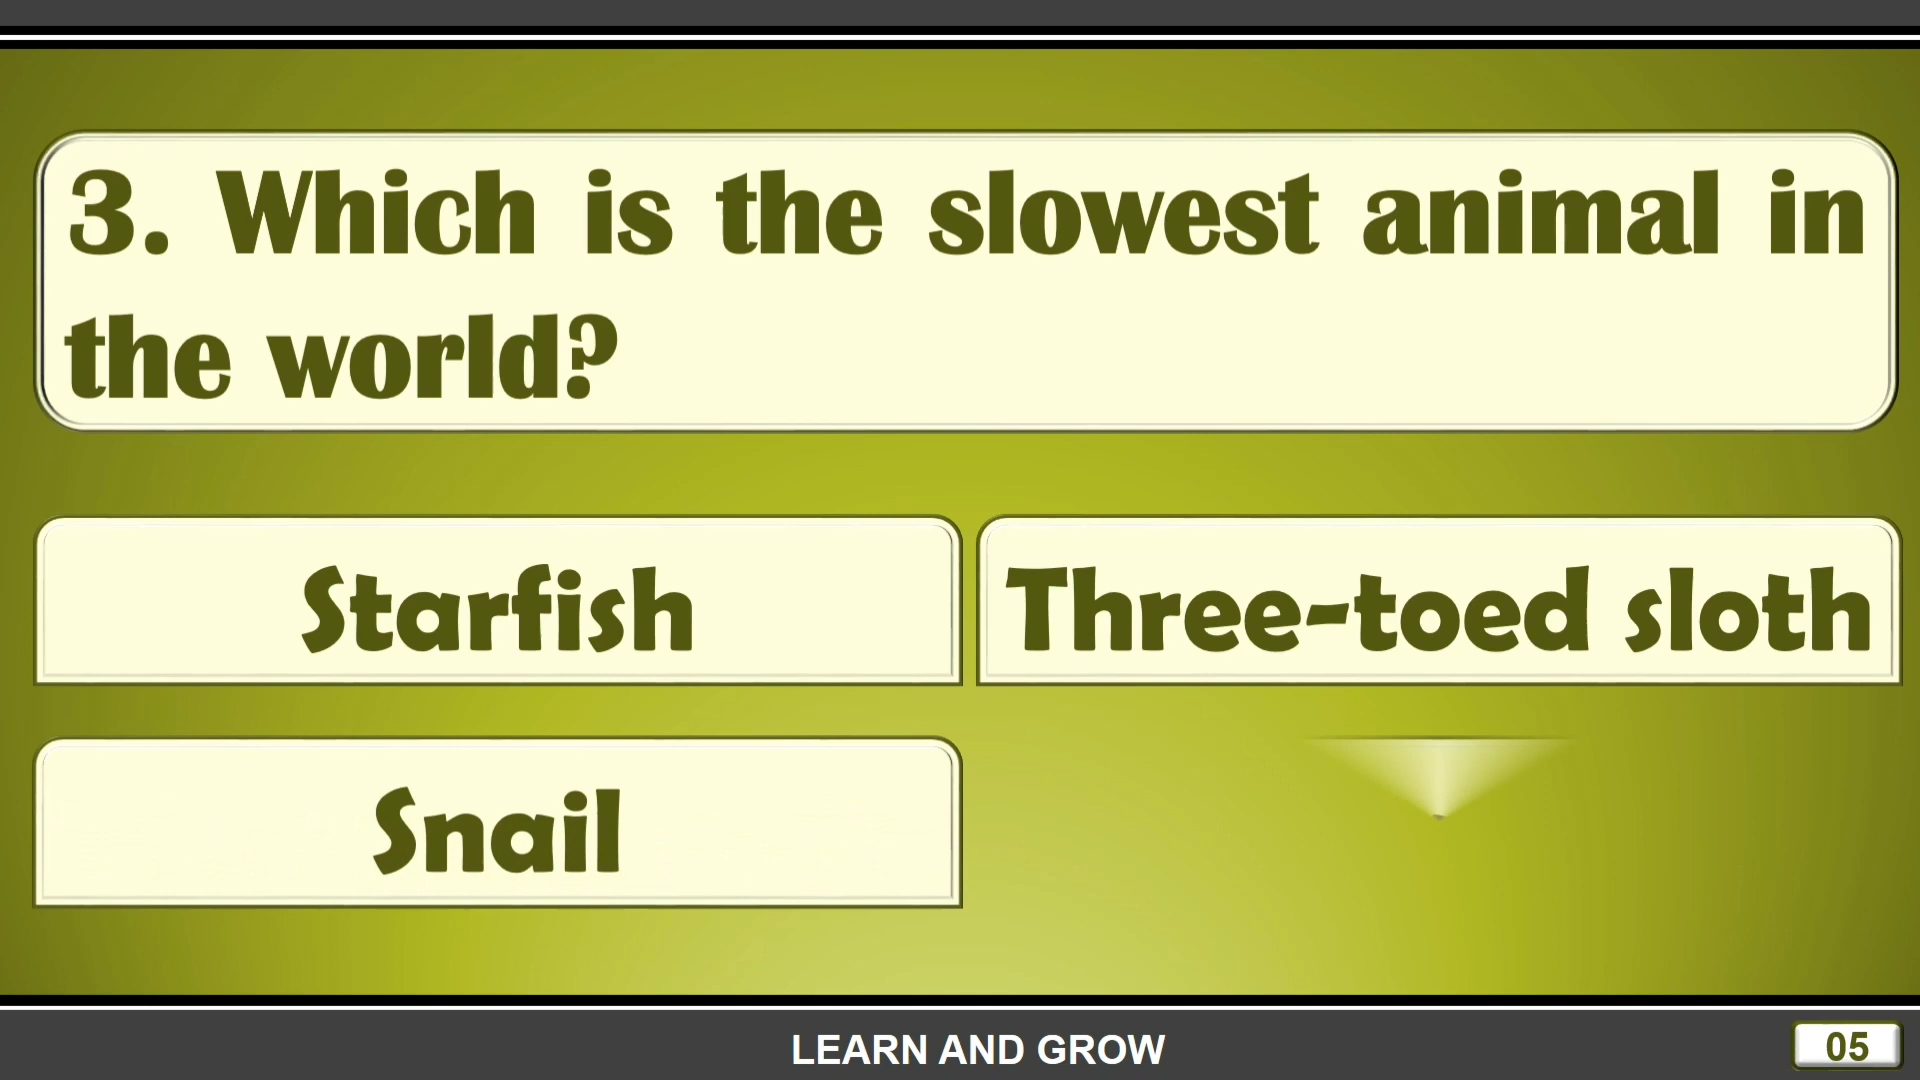 3. Which is the slowest animal in
the world?
Starfish
Three-toed sloth
Snail
LEARN AND GROW
05